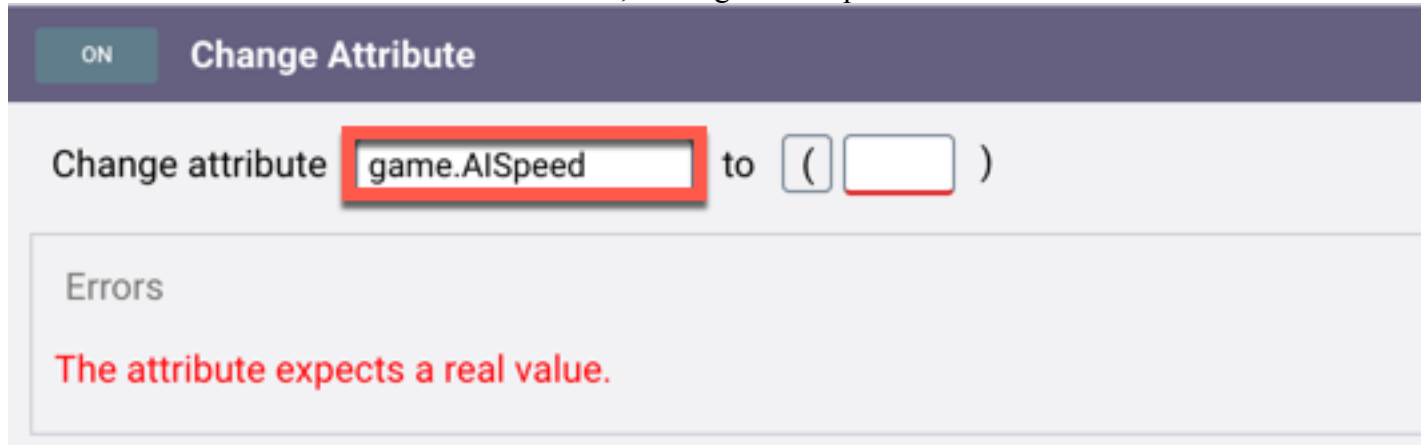 ON Change Attribute
Change attribute game.AISpeed to ( )
Errors
The attribute expects a real value.